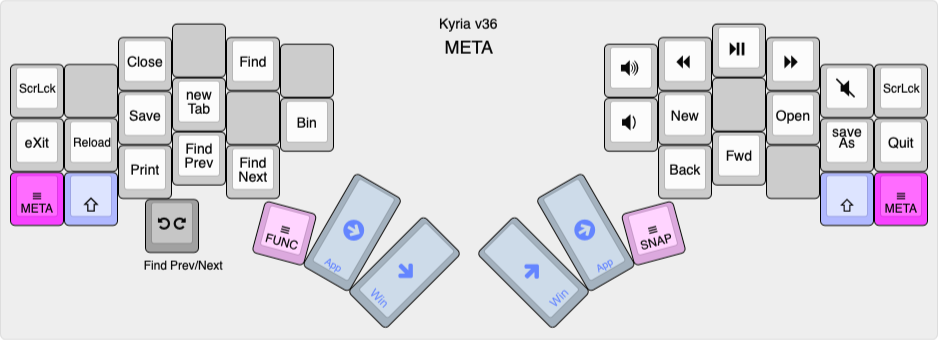 Kyria v36
META
Close
Find
ScrLck
Save
new
Tab
Bin
eXit
Reload
Print
Find
Prev
Find
Next
META
FUNC
App
Win
Find Prev/Next
ScrLck
New
Open
save
As
Quit
Back
Fwd
META
SNAP
App
Win